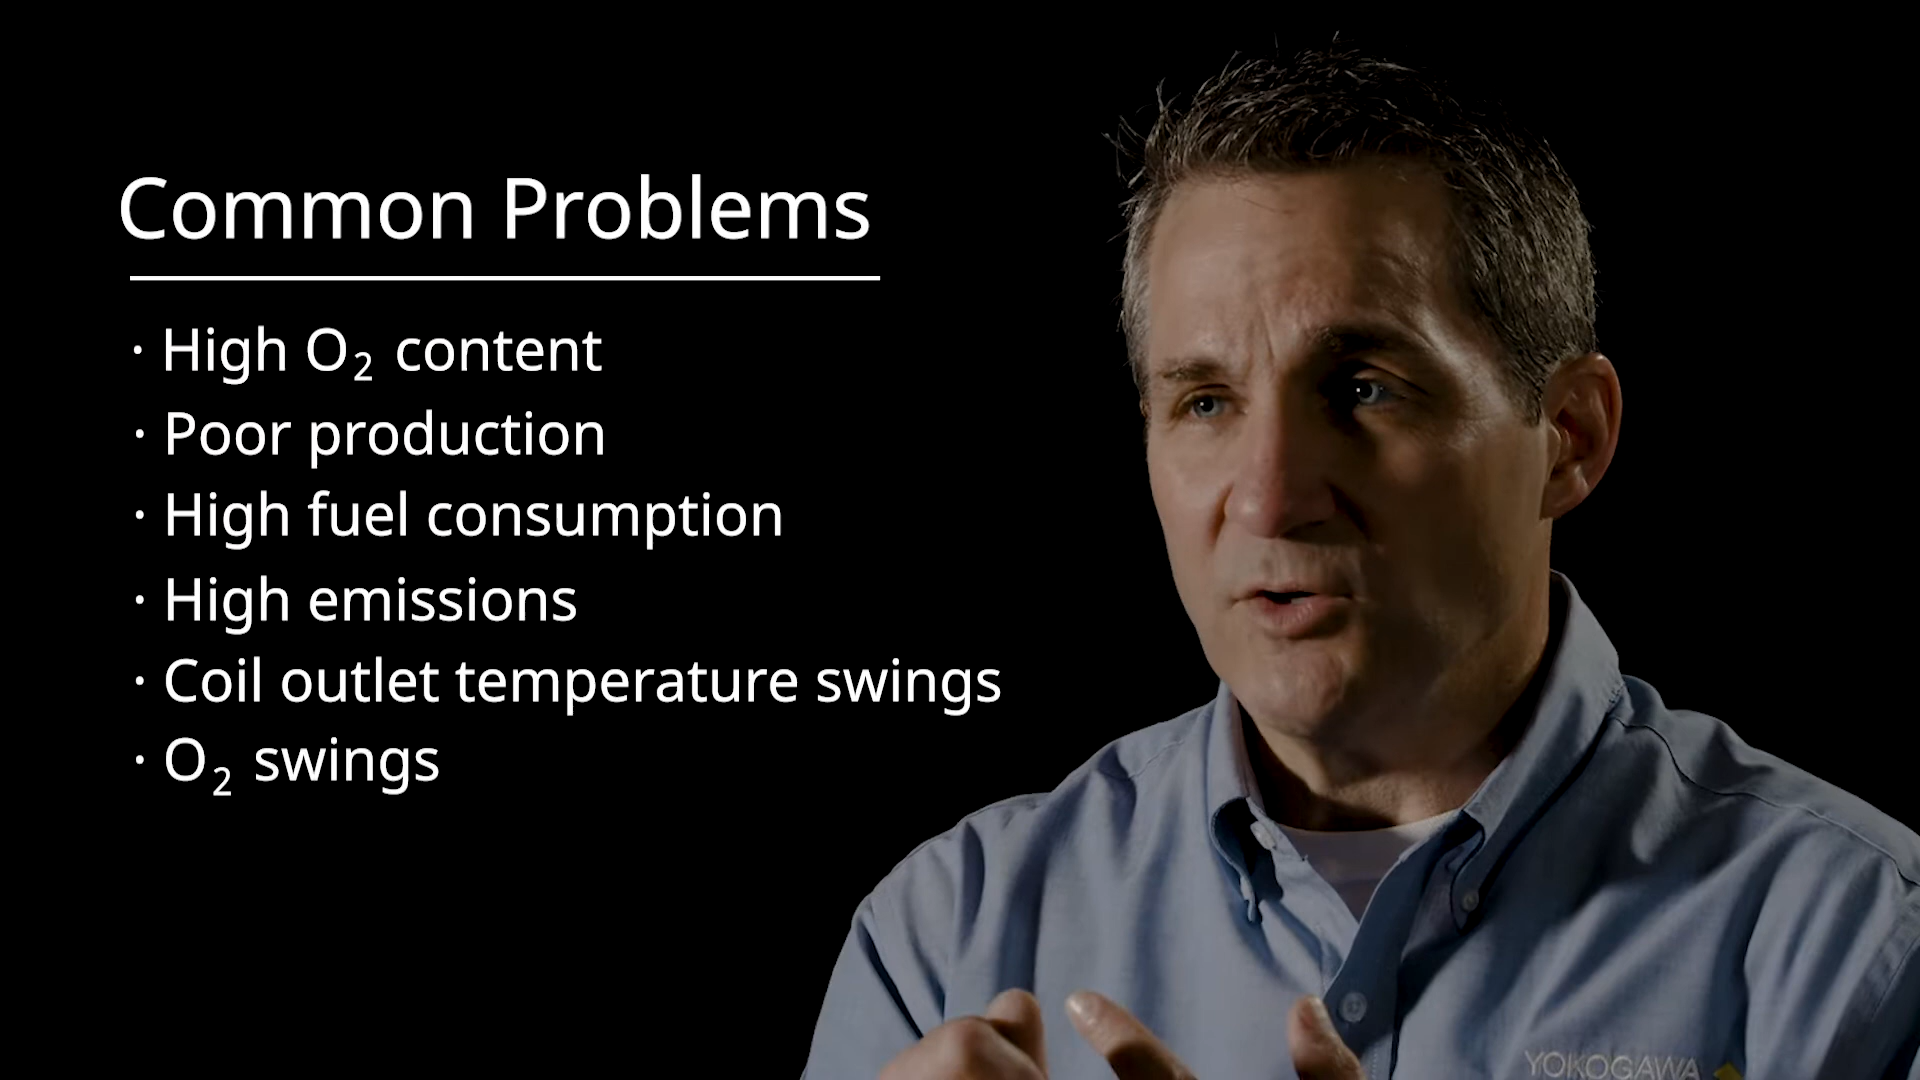 Common Problems
· High O₂ content
· Poor production
· High fuel consumption
· High emissions
· Coil outlet temperature swings
· O₂ swings
YOKOGAWA